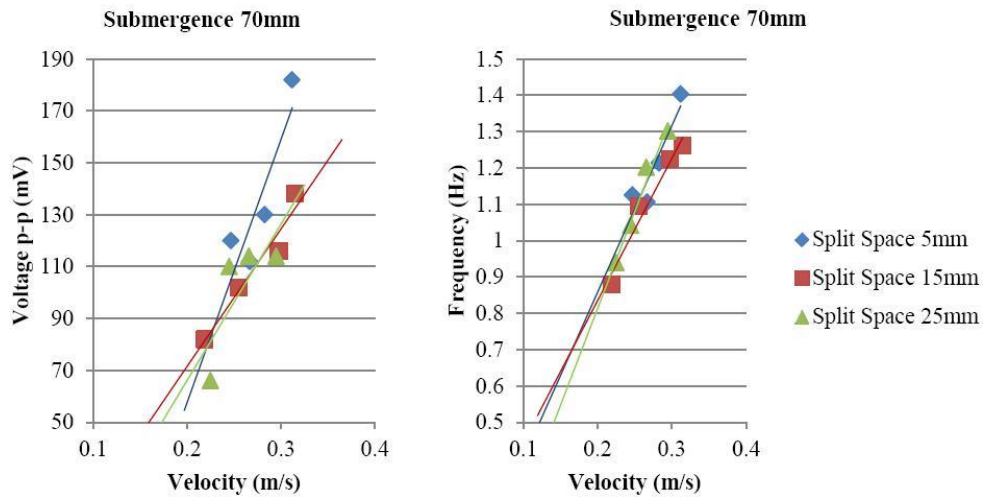 Submergence 70mm
190
170
150
130
110
90
70
50
0.1 0.2 0.3 0.4
Voltage p-p (mV)
Velocity (m/s)
Submergence 70mm
1.5
1.4
1.3
1.2
1.1
1
0.9
0.8
0.7
0.6
0.5
0.1 0.2 0.3 0.4
Frequency (Hz)
Velocity (m/s)
Split Space 5mm
Split Space 15mm
Split Space 25mm